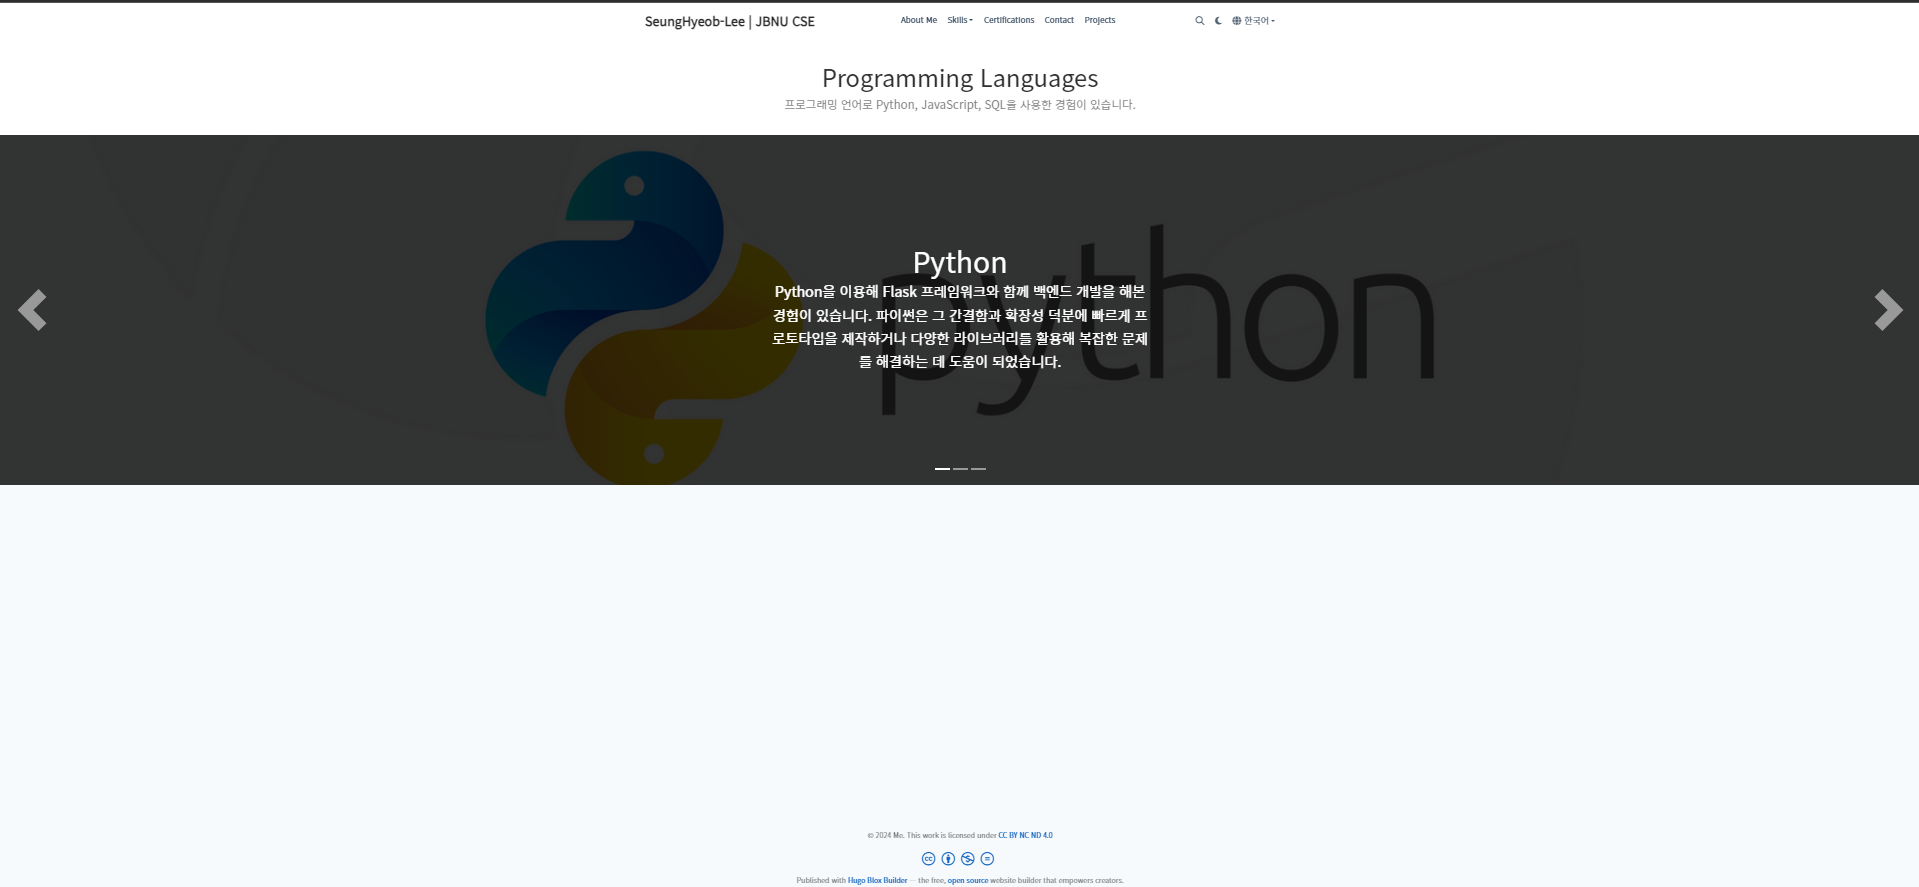 SeungHyeob-Lee | JBNU CSE
About Me Skills Certifications Contact Projects
한국어
Programming Languages
프로그래밍 언어로 Python, JavaScript, SQL을 사용한 경험이 있습니다.
python
Python
Python을 이용해 Flask 프레임워크와 함께 백엔드 개발을 해본
경험이 있습니다. 파이썬은 그 간결함과 확장성 덕분에 빠르게 프
로토타입을 제작하거나 다양한 라이브러리를 활용해 복잡한 문제
를 해결하는 데 도움이 되었습니다.
© 2024 Me. This work is licensed under CC BY NC ND 4.0
Published with Hugo Blox Builder — the free, open source website builder that empowers creators.